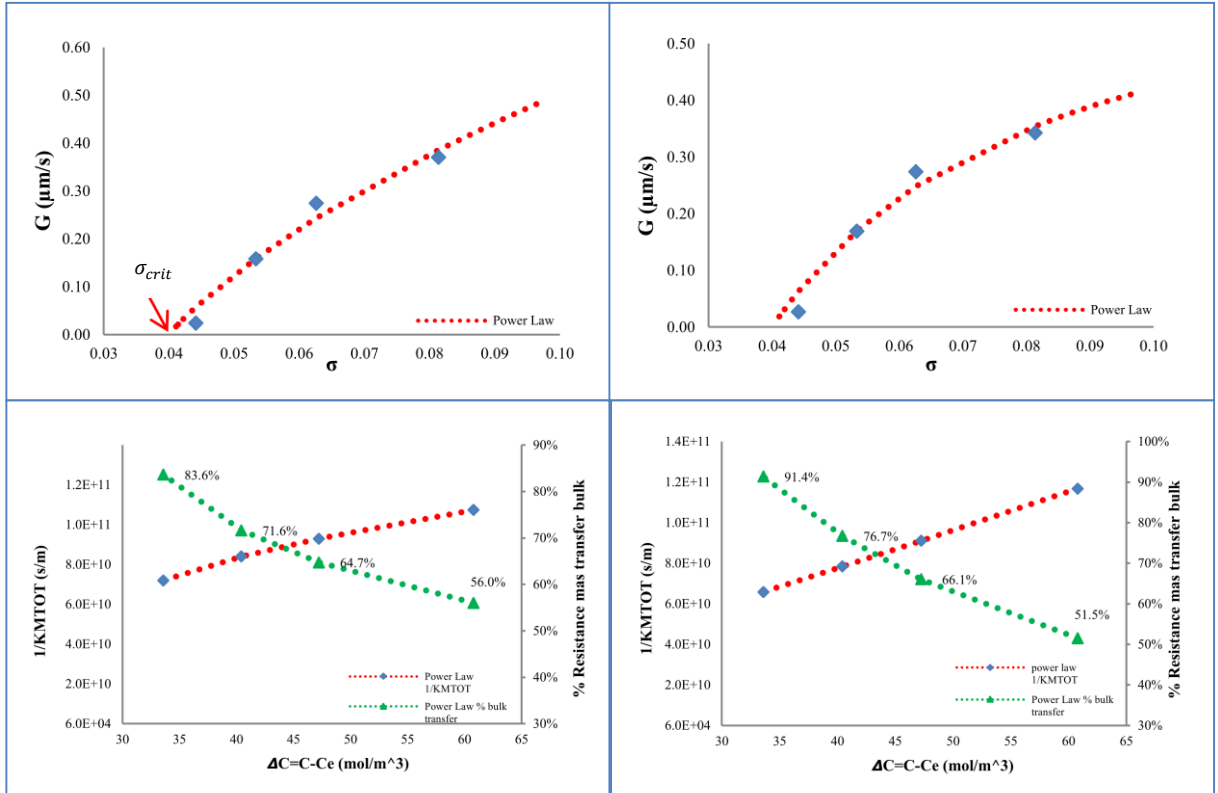 0.60
0.50
0.40
0.30
0.20
0.10
0.00
G (µm/s)
σ_crit
Power Law
0.03 0.04 0.05 0.06 0.07 0.08 0.09 0.10
σ
0.50
0.40
0.30
0.20
0.10
0.00
G (µm/s)
Power Law
0.03 0.04 0.05 0.06 0.07 0.08 0.09 0.10
σ
1.2E+11
1.0E+11
8.0E+10
6.0E+10
4.0E+10
2.0E+10
6.0E+04
1/KMTOT (s/m)
83.6%
71.6%
64.7%
56.0%
Power Law
1/KMTOT
Power Law % bulk
transfer
90%
80%
70%
60%
50%
40%
30%
% Resistance mas transfer bulk
30 35 40 45 50 55 60 65
ΔC=C-Ce (mol/m^3)
1.4E+11
1.2E+11
1.0E+11
8.0E+10
6.0E+10
4.0E+10
2.0E+10
6.0E+04
1/KMTOT (s/m)
91.4%
76.7%
66.1%
51.5%
power law
1/KMTOT
Power Law % bulk
transfer
100%
90%
80%
70%
60%
50%
40%
30%
% Resistance mas transfer bulk
30 35 40 45 50 55 60 65
ΔC=C-Ce (mol/m^3)